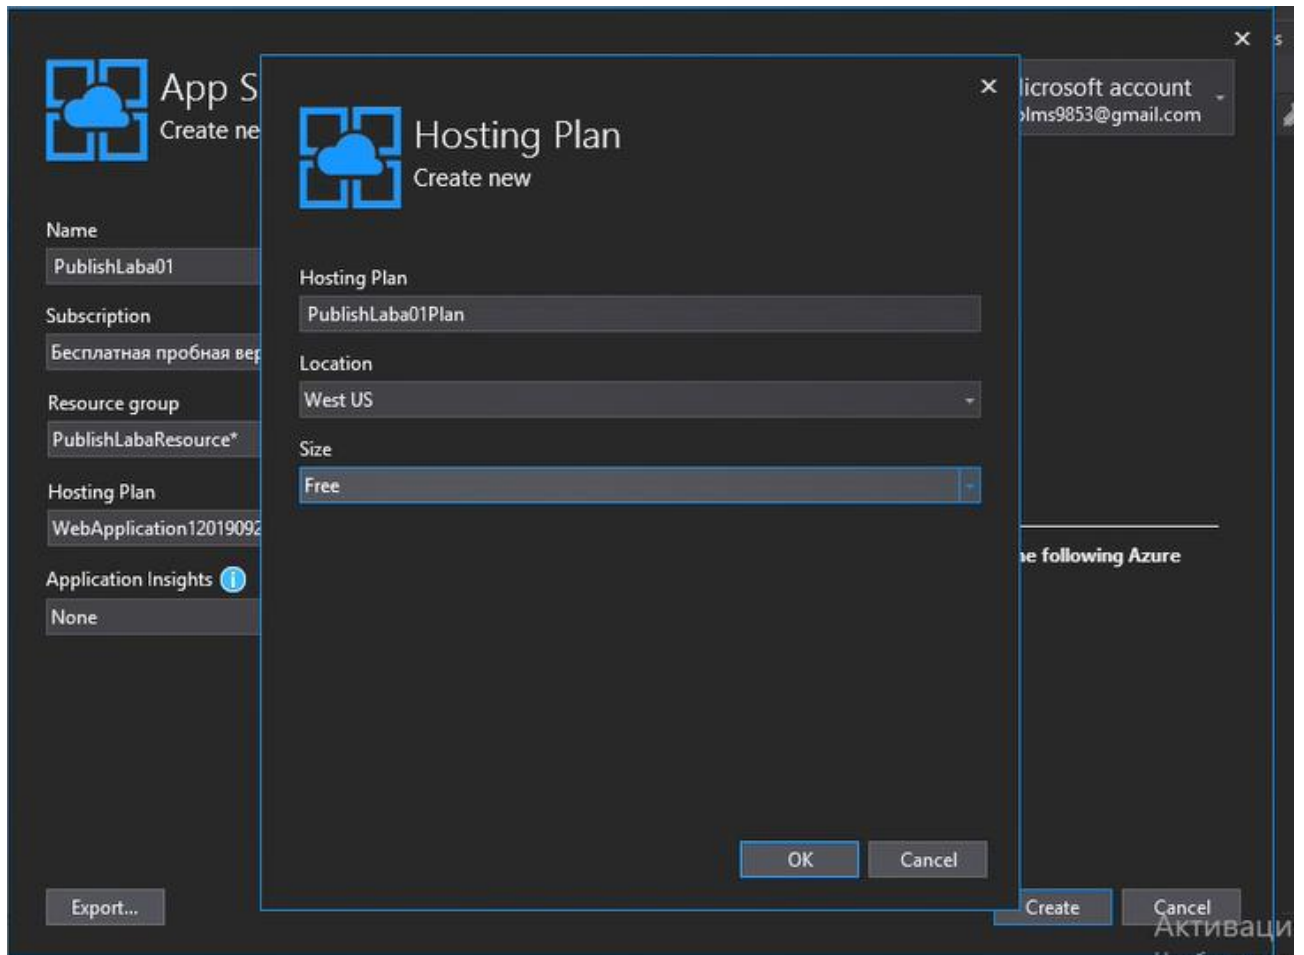 App S
Create ne
licrosoft account
olms9853@gmail.com
Name
PublishLaba01
Subscription
Бесплатная пробная вер
Resource group
PublishLabaResource*
Hosting Plan
WebApplication12019092
Application Insights
None
Export...
Hosting Plan
Create new
Hosting Plan
PublishLaba01Plan
Location
West US
Size
Free
OK
Cancel
he following Azure
Create
Cancel
Активаци